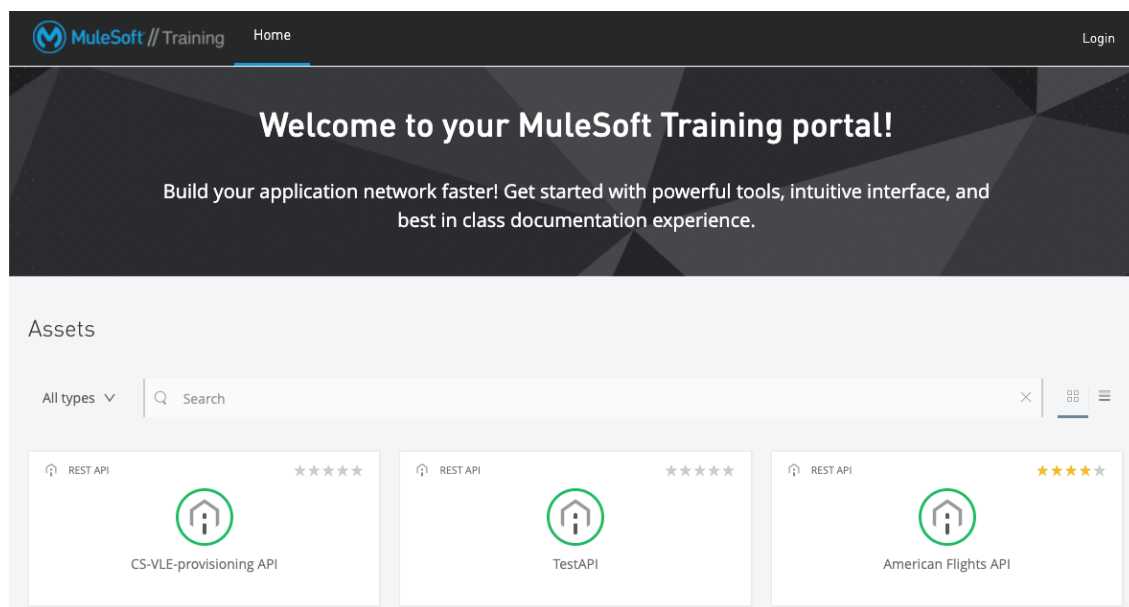 MuleSoft // Training Home Login
Welcome to your MuleSoft Training portal!
Build your application network faster! Get started with powerful tools, intuitive interface, and
best in class documentation experience.
Assets
All types Search
REST API REST API REST API
CS-VLE-provisioning API TestAPI American Flights API